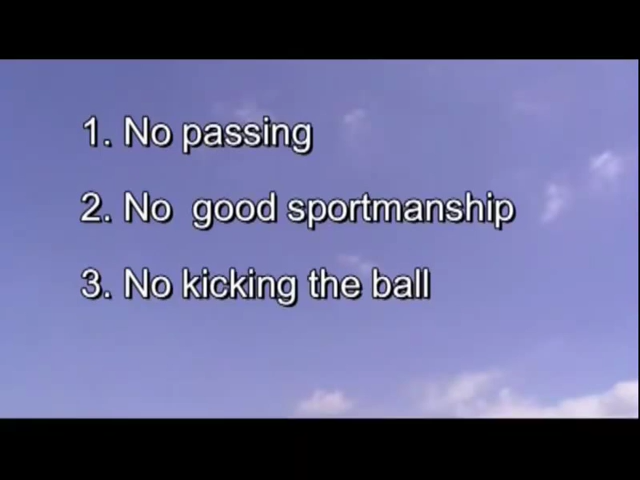 1. No passing
2. No  good sportmanship
3. No kicking the ball